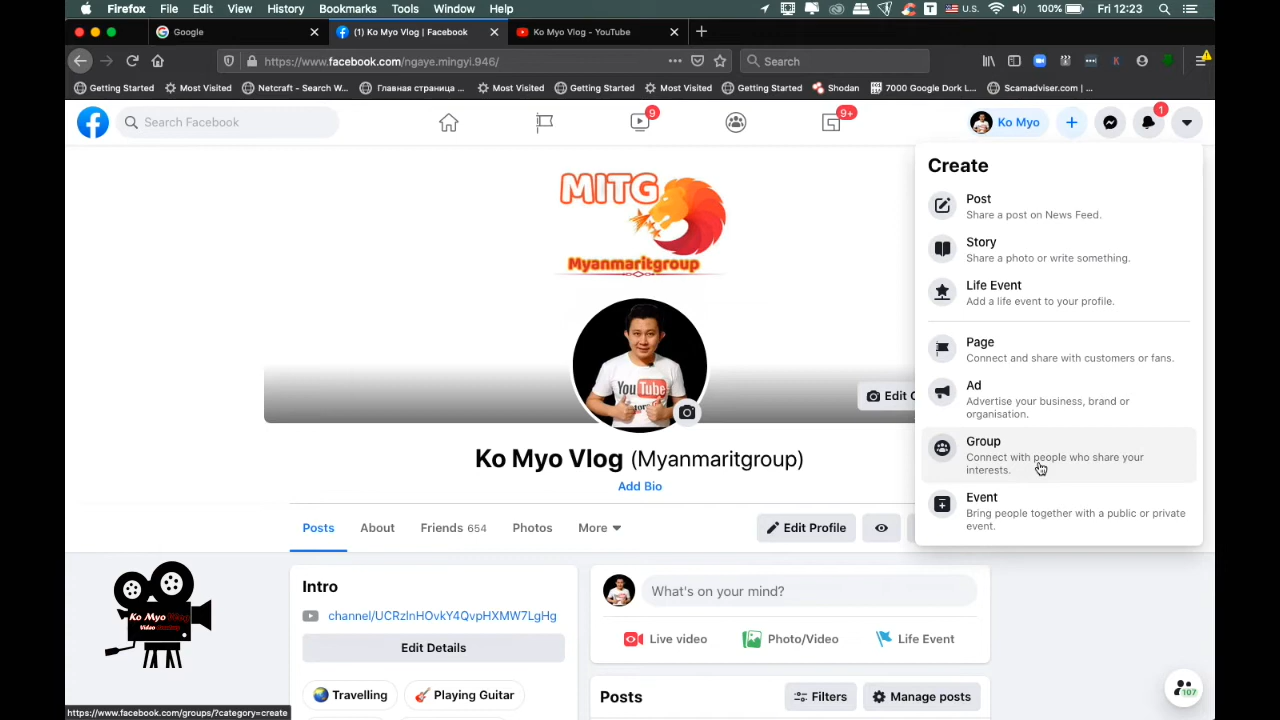 Firefox File Edit View History Bookmarks Tools Window Help
T U.S. 100% Fri 12:23
Google
(1) Ko Myo Vlog | Facebook
Ko Myo Vlog - YouTube
https://www.facebook.com/ngaye.mingyi.946/
Search
Getting Started Most Visited Netcraft - Search W... Главная страница ... Most Visited Getting Started Most Visited Getting Started Shodan 7000 Google Dork L... Scamadviser.com | ...
Search Facebook
9
9+
Ko Myo
1
Create
Post
Share a post on News Feed.
Story
Share a photo or write something.
Life Event
Add a life event to your profile.
Page
Connect and share with customers or fans.
Ad
Advertise your business, brand or
organisation.
Group
Connect with people who share your
interests.
Event
Bring people together with a public or private
event.
MITG
Myanmaritgroup
You Tube
Edit C
Ko Myo Vlog (Myanmaritgroup)
Add Bio
Posts About Friends 654 Photos More
Edit Profile
Intro
channel/UCRzInHOvkY4QvpHXMW7LgHg
Edit Details
Travelling
Playing Guitar
What's on your mind?
Live video Photo/Video Life Event
Posts
Filters Manage posts
Ko Myo Vlog
107
https://www.facebook.com/groups/?category=create